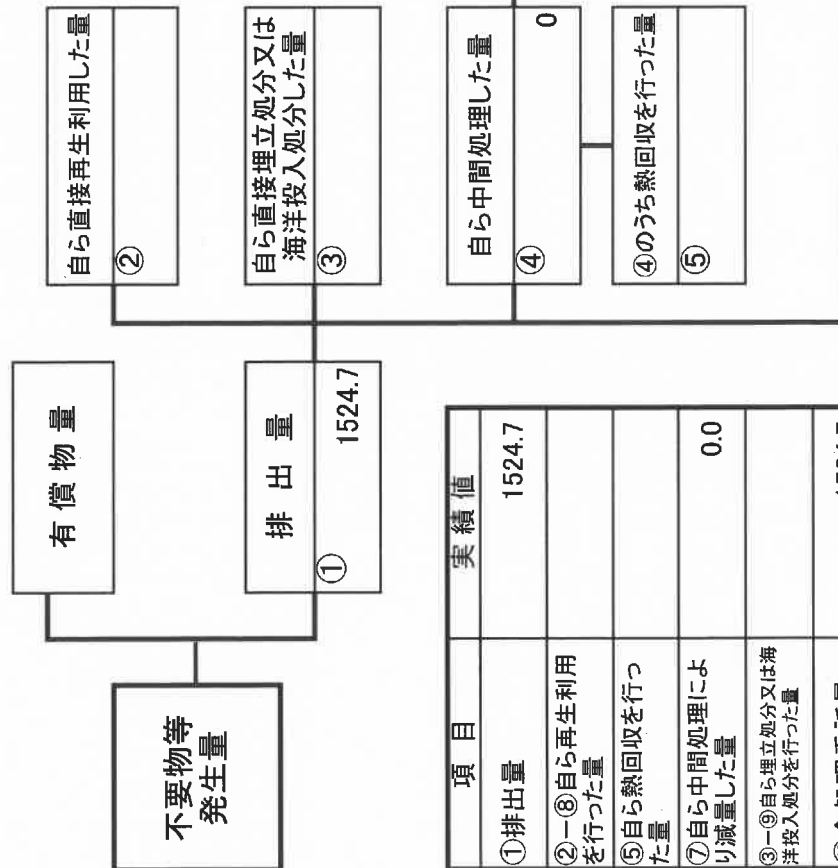 不要物等
発生量
有償物量
排出量
① 1524.7
自ら直接再生利用した量
②
自ら直接埋立処分又は
海洋投入処分した量
③
自ら中間処理した量
④ 0
④のうち熱回収を行った量
⑤
項目 実績値
①排出量 1524.7
②－⑧自ら再生利用
を行った量
⑤自ら熱回収を行っ
た量
⑦自ら中間処理によ
り減量した量 0.0
③－⑨自ら埋立処分又は海
洋投入処分を行った量